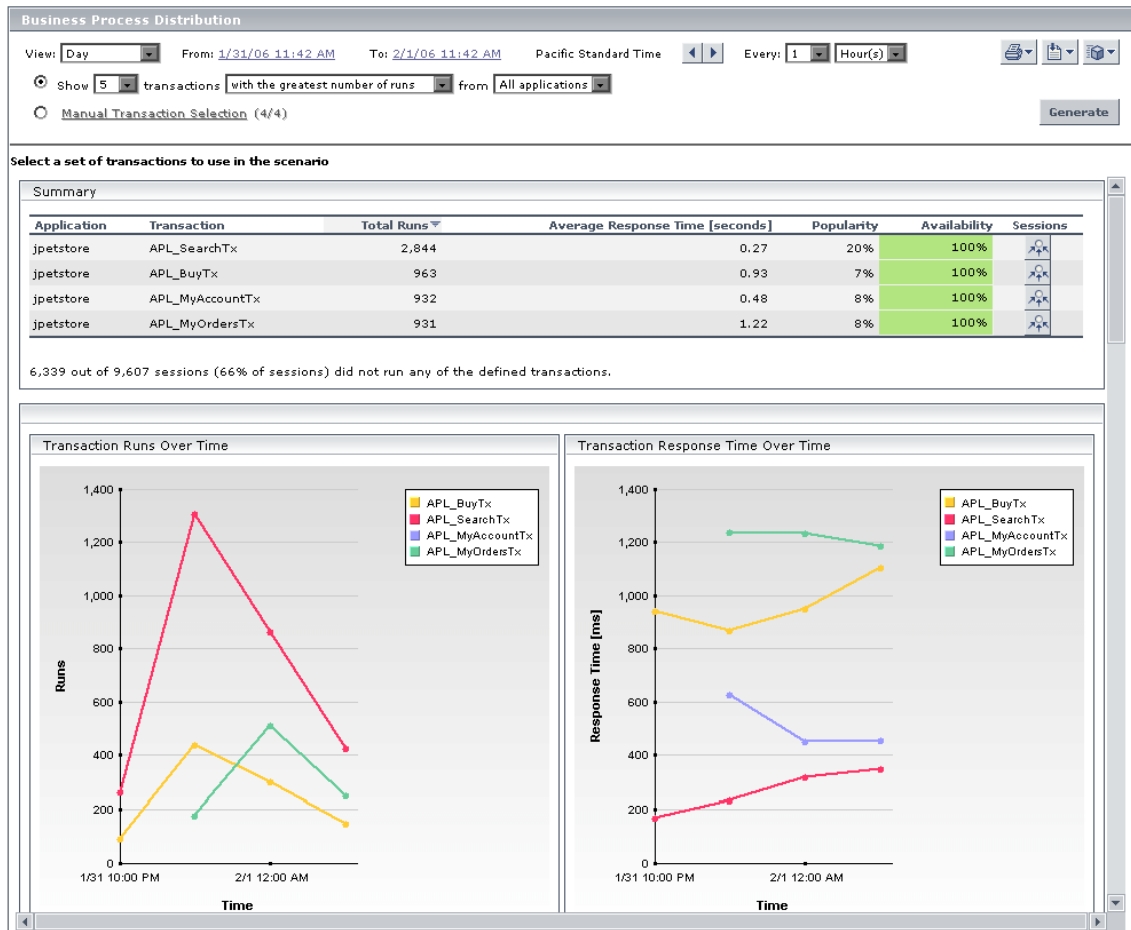 Business Process Distribution
View: Day From: 1/31/06 11:42 AM To: 2/1/06 11:42 AM Pacific Standard Time Every: 1 Hour(s)
Show 5 transactions with the greatest number of runs from All applications
Manual Transaction Selection (4/4) Generate
Select a set of transactions to use in the scenario
Summary
Application Transaction Total Runs Average Response Time [seconds] Popularity Availability Sessions
jpetstore APL_SearchTx 2,844 0.27 20% 100%
jpetstore APL_BuyTx 963 0.93 7% 100%
jpetstore APL_MyAccountTx 932 0.48 8% 100%
jpetstore APL_MyOrdersTx 931 1.22 8% 100%
6,339 out of 9,607 sessions (66% of sessions) did not run any of the defined transactions.
Transaction Runs Over Time
1,400
1,200
1,000
800
600
400
200
0
Runs
1/31 10:00 PM 2/1 12:00 AM
Time
APL_BuyTx
APL_SearchTx
APL_MyAccountTx
APL_MyOrdersTx
Transaction Response Time Over Time
1,400
1,200
1,000
800
600
400
200
0
Response Time [ms]
1/31 10:00 PM 2/1 12:00 AM
Time
APL_BuyTx
APL_SearchTx
APL_MyAccountTx
APL_MyOrdersTx